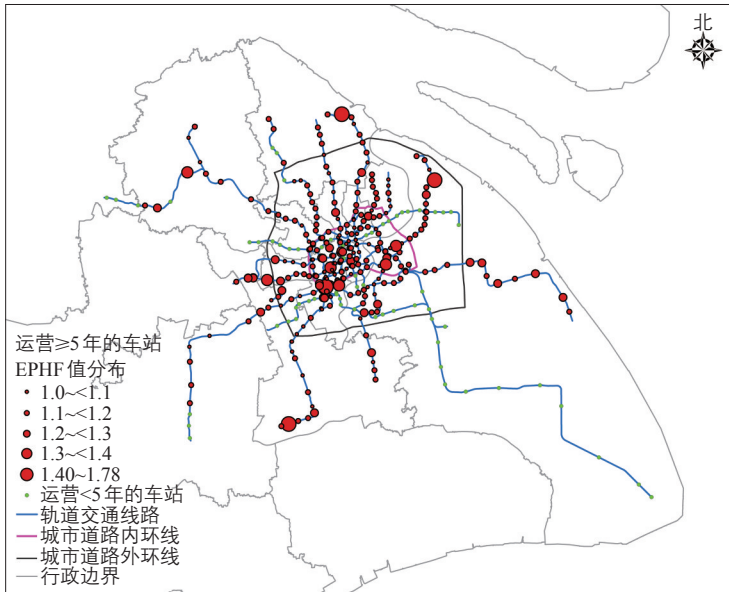 北
运营≥5年的车站
EPHF值分布
1.0~<1.1
1.1~<1.2
1.2~<1.3
1.3~<1.4
1.40~1.78
运营<5年的车站
轨道交通线路
城市道路内环线
城市道路外环线
行政边界